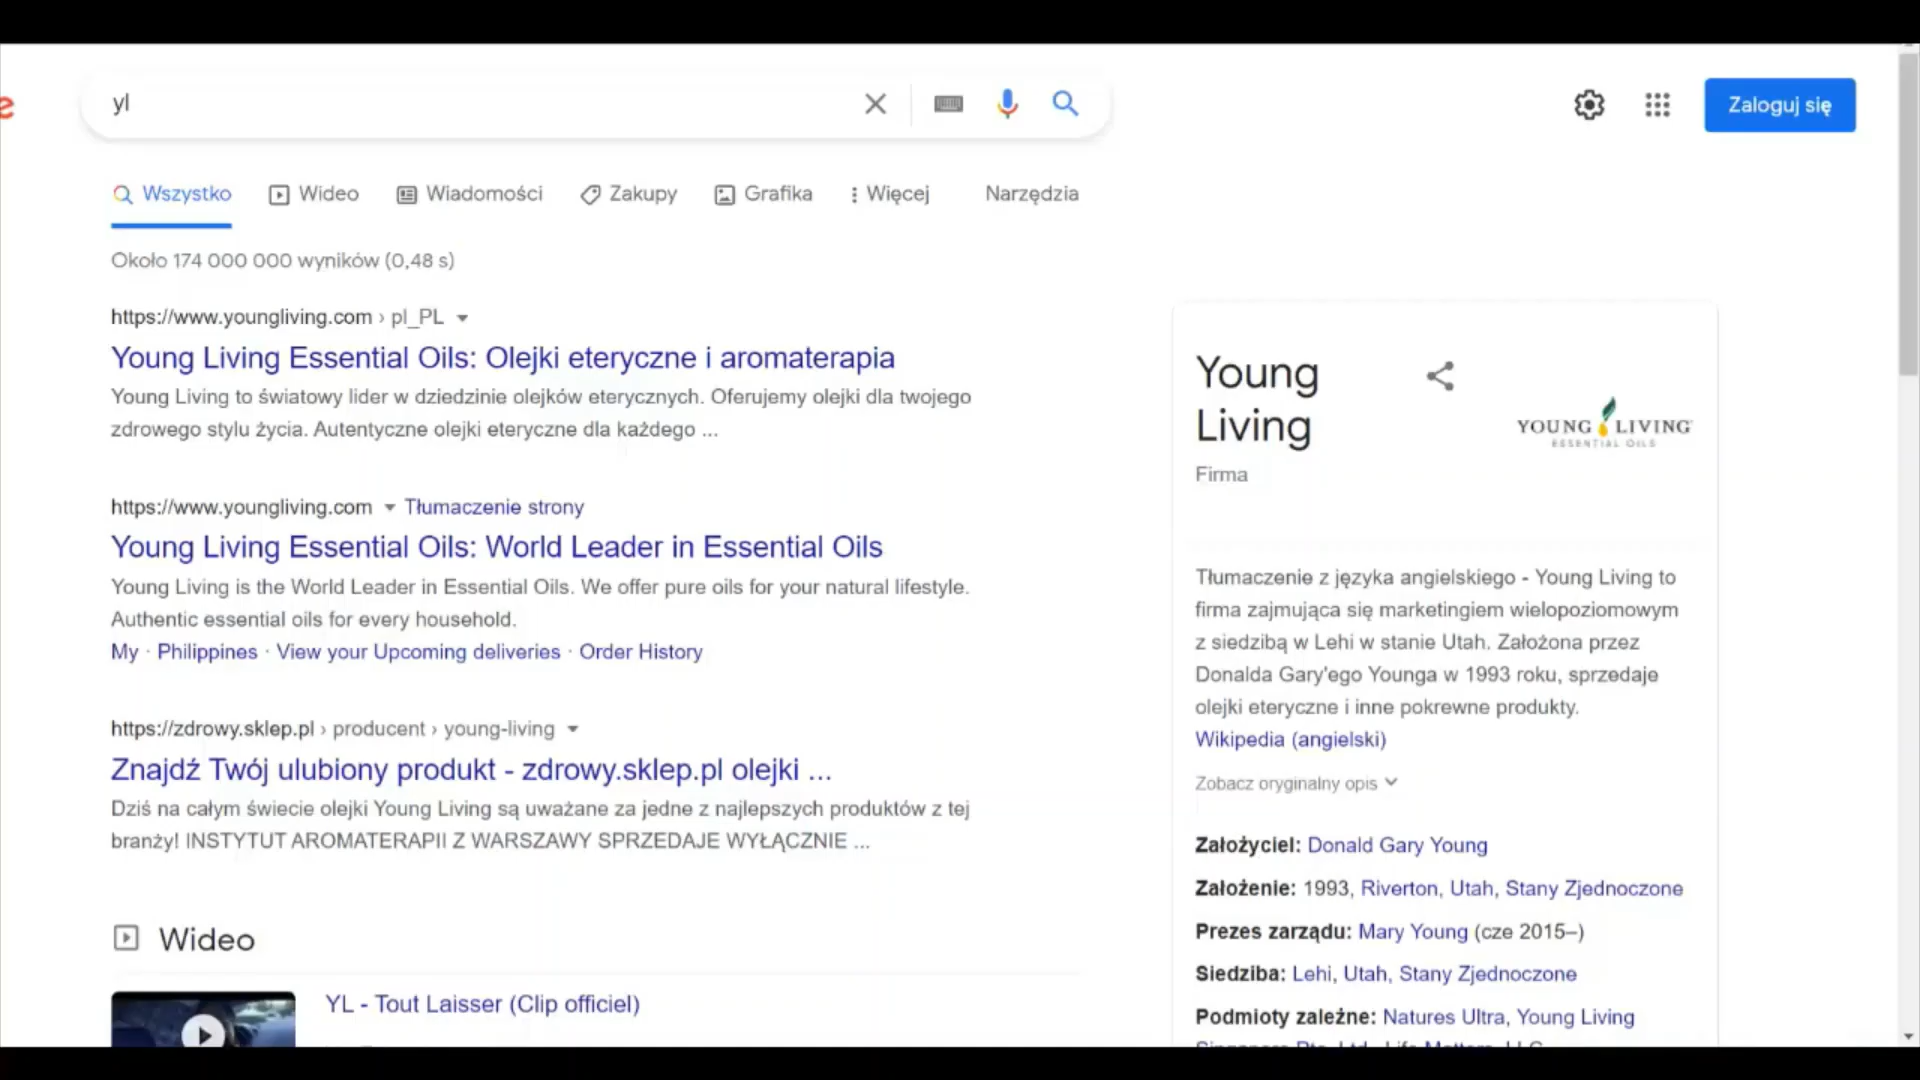 e
yl
Zaloguj się
Wszystko
Wideo
Wiadomości
Zakupy
Grafika
Więcej
Narzędzia
Około 174 000 000 wyników (0,48 s)
https://www.youngliving.com › pl_PL
Young Living Essential Oils: Olejki eteryczne i aromaterapia
Young Living to światowy lider w dziedzinie olejków eterycznych. Oferujemy olejki dla twojego
zdrowego stylu życia. Autentyczne olejki eteryczne dla każdego ...
https://www.youngliving.com Tłumaczenie strony
Young Living Essential Oils: World Leader in Essential Oils
Young Living is the World Leader in Essential Oils. We offer pure oils for your natural lifestyle.
Authentic essential oils for every household.
My · Philippines · View your Upcoming deliveries · Order History
https://zdrowy.sklep.pl › producent › young-living
Znajdź Twój ulubiony produkt - zdrowy.sklep.pl olejki ...
Dziś na całym świecie olejki Young Living są uważane za jedne z najlepszych produktów z tej
branży! INSTYTUT AROMATERAPII Z WARSZAWY SPRZEDAJE WYŁĄCZNIE ...
Wideo
YL - Tout Laisser (Clip officiel)
Young
Living
Firma
YOUNG LIVING
ESSENTIAL OILS
Tłumaczenie z języka angielskiego - Young Living to
firma zajmująca się marketingiem wielopoziomowym
z siedzibą w Lehi w stanie Utah. Założona przez
Donalda Gary'ego Younga w 1993 roku, sprzedaje
olejki eteryczne i inne pokrewne produkty.
Wikipedia (angielski)
Zobacz oryginalny opis
Założyciel: Donald Gary Young
Założenie: 1993, Riverton, Utah, Stany Zjednoczone
Prezes zarządu: Mary Young (cze 2015–)
Siedziba: Lehi, Utah, Stany Zjednoczone
Podmioty zależne: Natures Ultra, Young Living